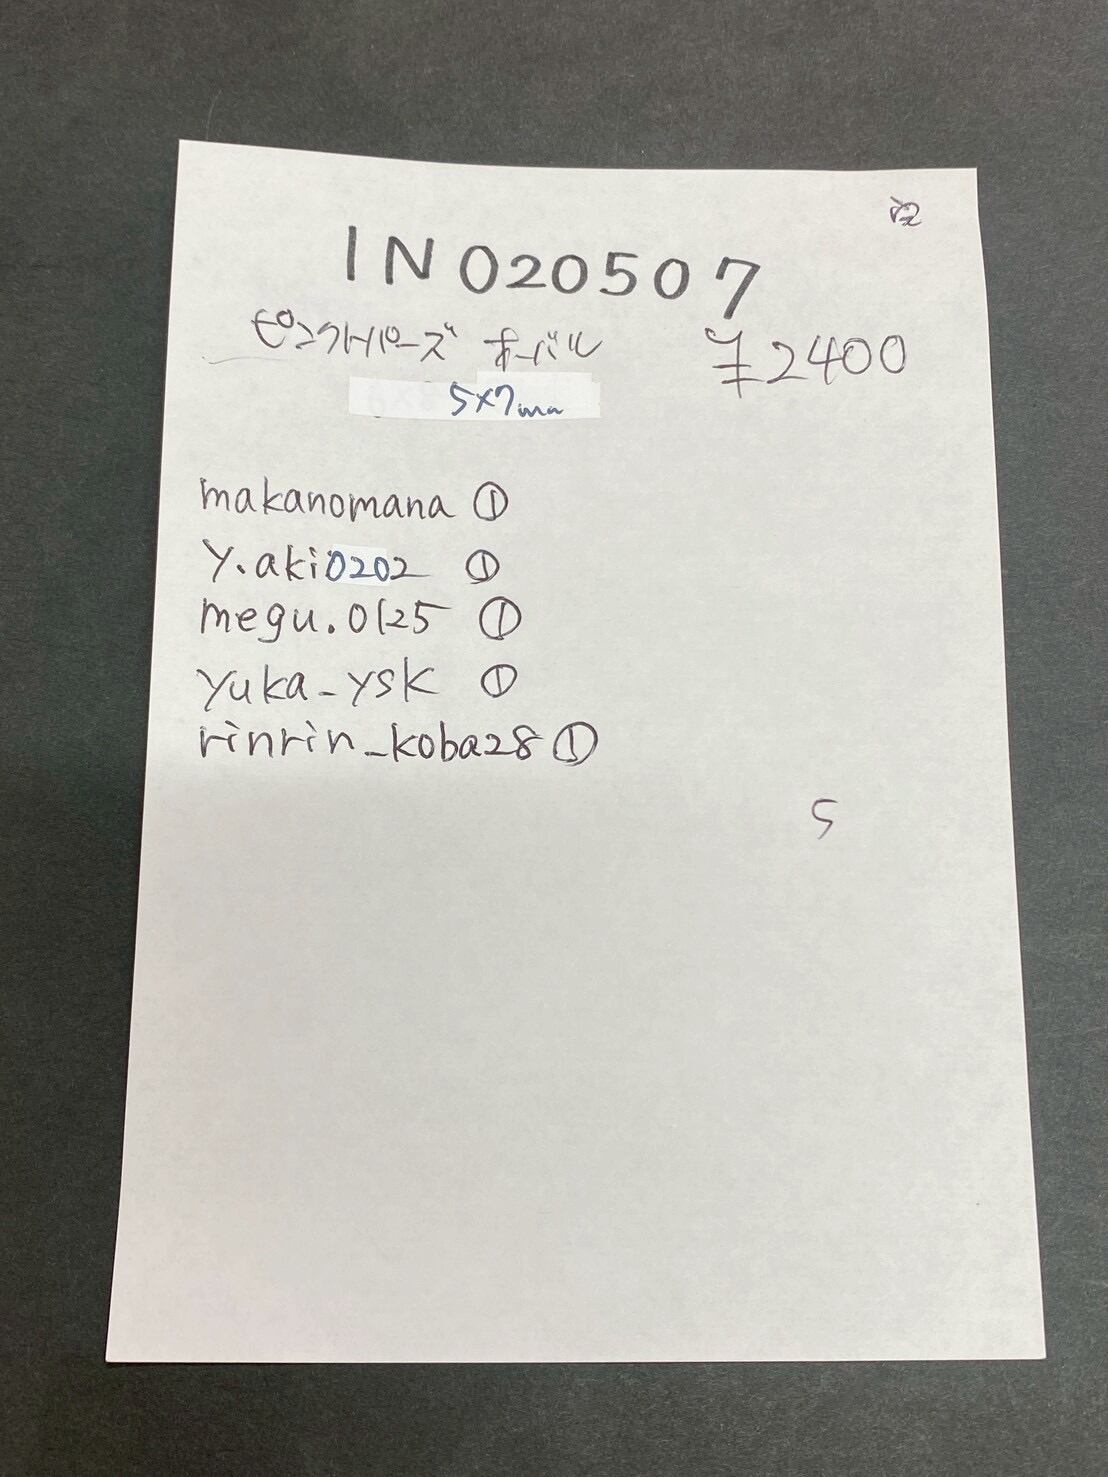 IN020507
ピンクトパーズ オーバル ¥2400
5×7mm
makanomana ①
y.aki0202 ①
megu.0125 ①
yuka_ysk ①
rinrin_koba28 ①
5